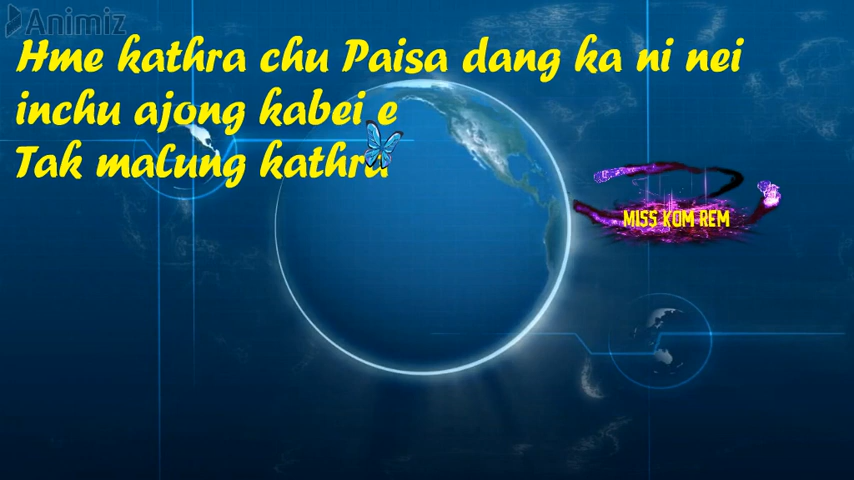 Animiz
Hme kathra chu Paisa dang ka ni nei
inchu ajong kabei e
Tak malung kathra
MISS KOM REM